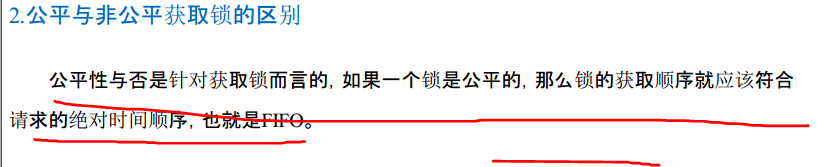 2.公平与非公平获取锁的区别
公平性与否是针对获取锁而言的，如果一个锁是公平的，那么锁的获取顺序就应该符合
请求的绝对时间顺序，也就是FIFO。